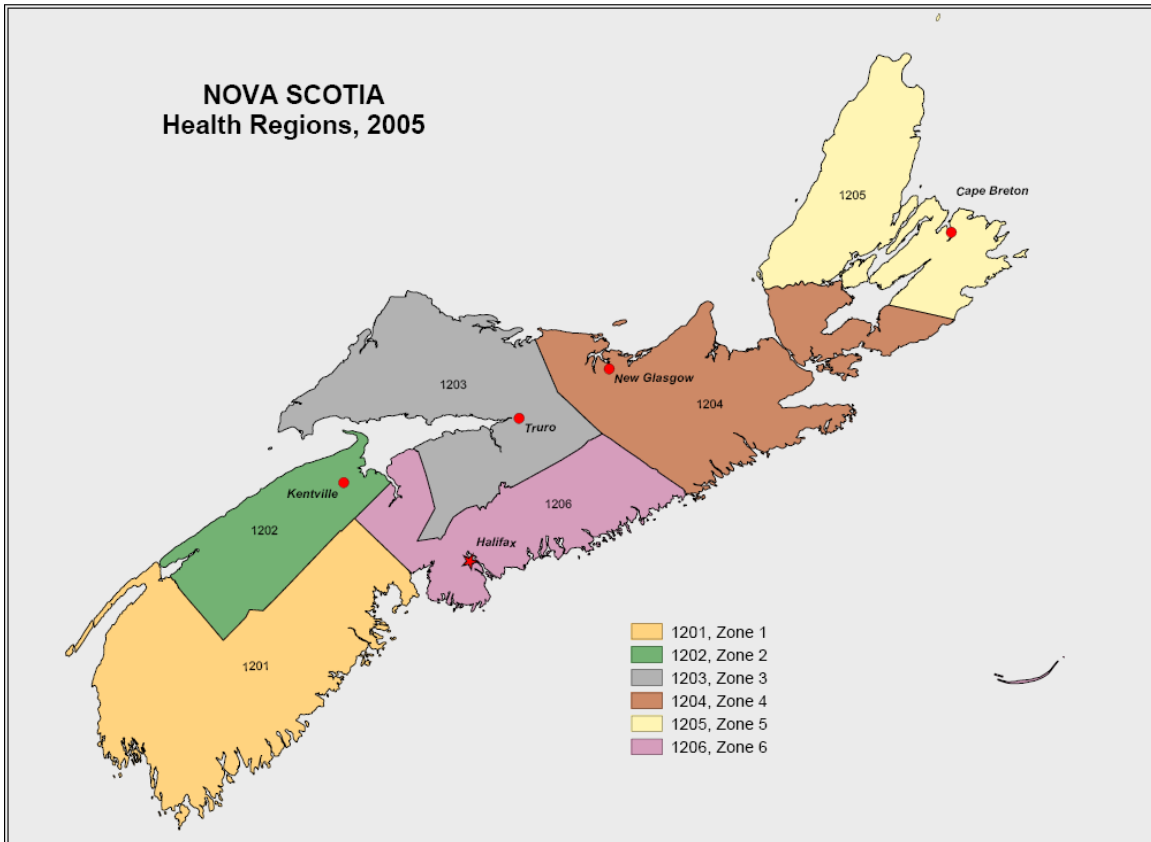 NOVA SCOTIA
Health Regions, 2005
1205
Cape Breton
1203
New Glasgow
1204
Truro
Kentville
1206
1202
Halifax
1201
1201, Zone 1
1202, Zone 2
1203, Zone 3
1204, Zone 4
1205, Zone 5
1206, Zone 6